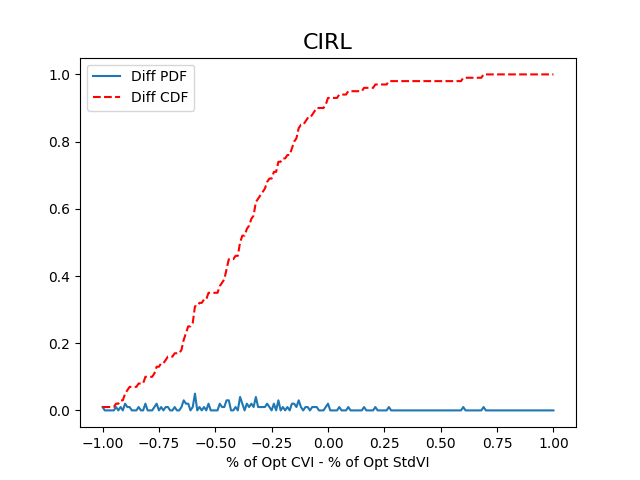 CIRL
Diff PDF
Diff CDF
1.0
0.8
0.6
0.4
0.2
0.0
−1.00 −0.75 −0.50 −0.25 0.00 0.25 0.50 0.75 1.00
% of Opt CVI - % of Opt StdVI